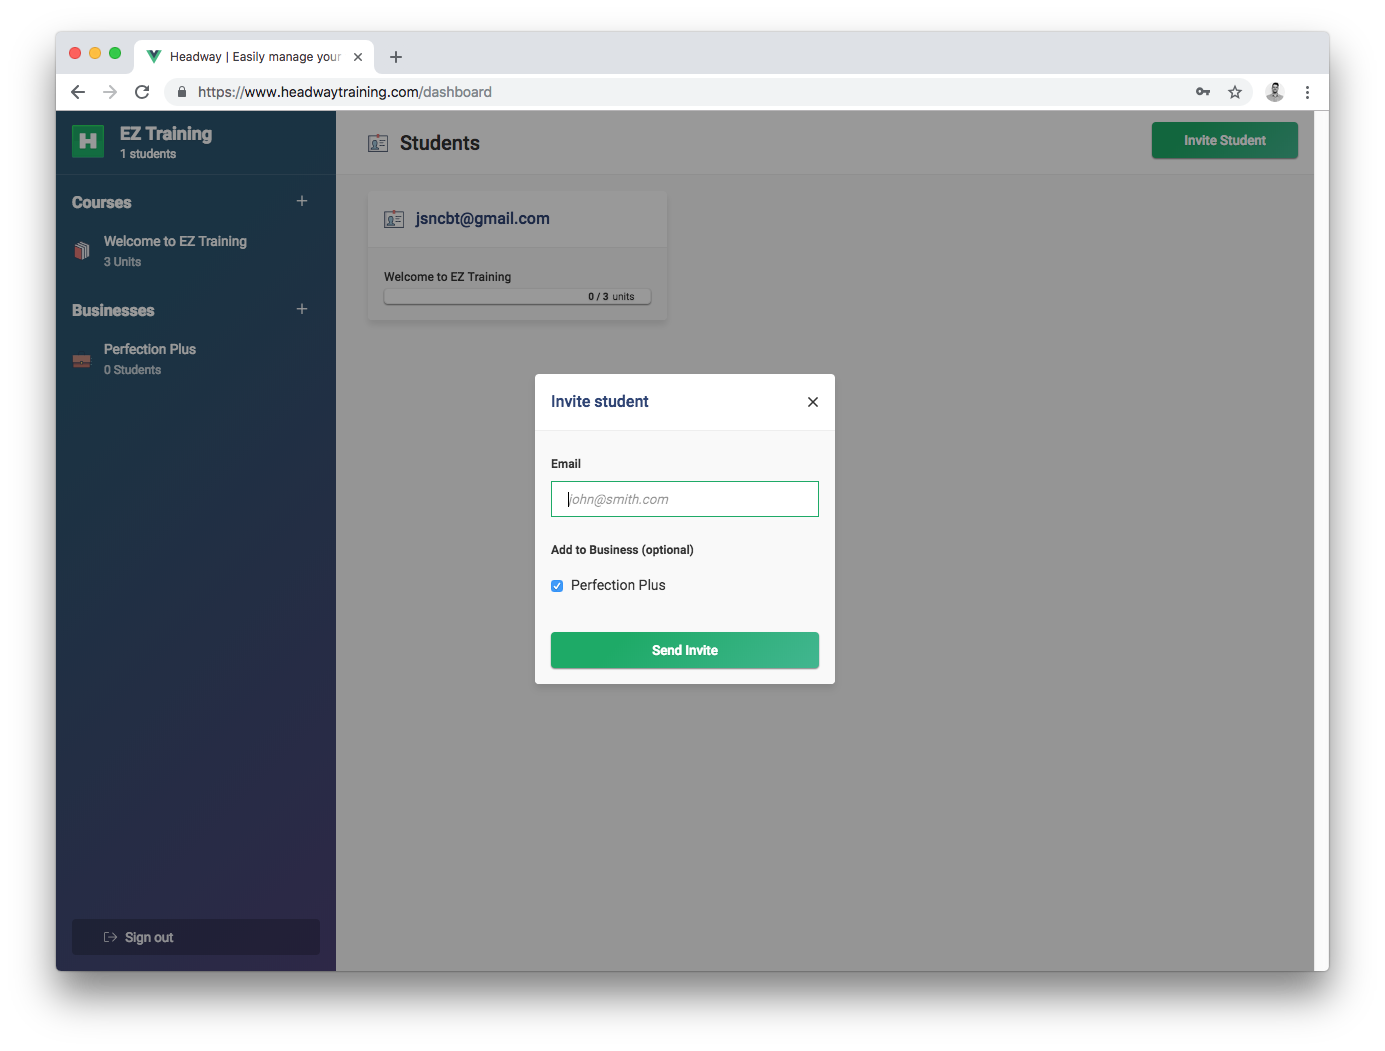 Headway | Easily manage your
https://www.headwaytraining.com/dashboard
H
EZ Training
1 students
Courses
Welcome to EZ Training
3 Units
Businesses
Perfection Plus
0 Students
Sign out
Students
Invite Student
jsncbt@gmail.com
Welcome to EZ Training
0 / 3 units
Invite student
Email
john@smith.com
Add to Business (optional)
Perfection Plus
Send Invite